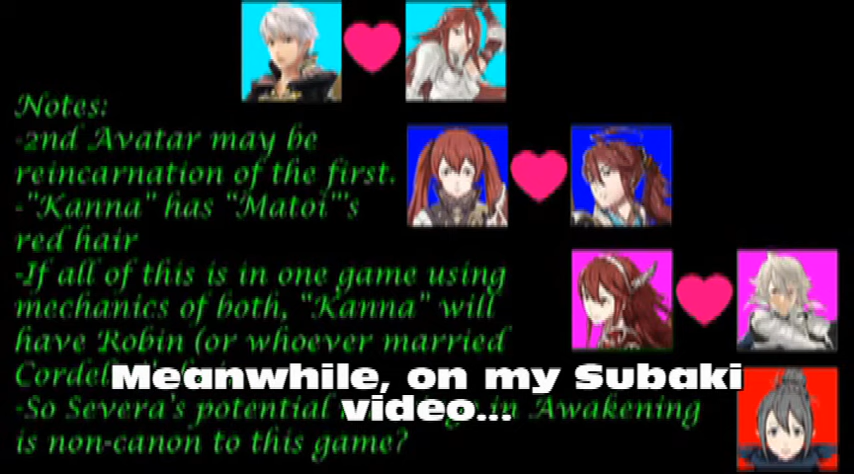 Notes:
-2nd Avatar may be
reincarnation of the first.
-"Kanna" has "Matoi"'s
red hair
-If all of this is in one game using
mechanics of both, "Kanna" will
have Robin (or whoever married
Meanwhile, on my Subaki
video...
-So Severa's potential in Awakening
is non-canon to this game?